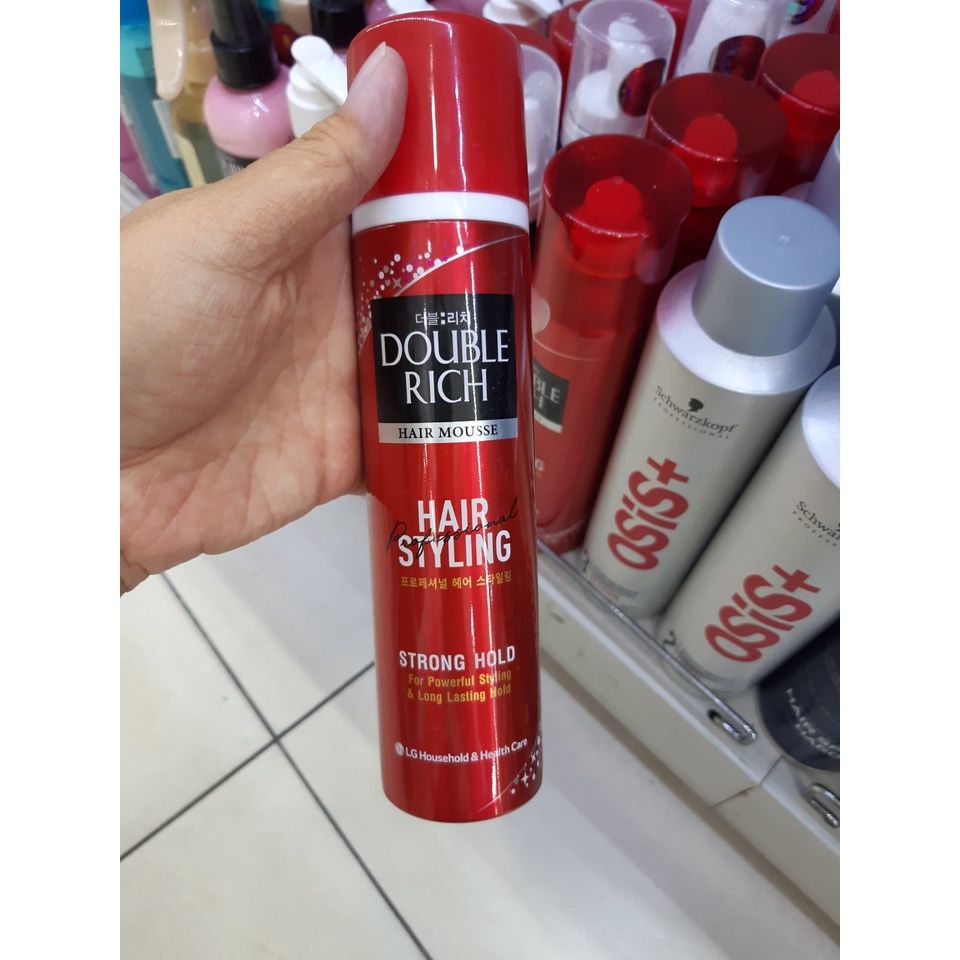 더블:리치
DOUBLE
RICH
HAIR MOUSSE
HAIR
Professional
STYLING
프로페셔널 헤어 스타일링
STRONG HOLD
For Powerful Styling
& Long Lasting Hold
LG Household & Health Care
Schwarzkopf
PROFESSIONAL
OSiS+
Schwarzkopf
OSiS+